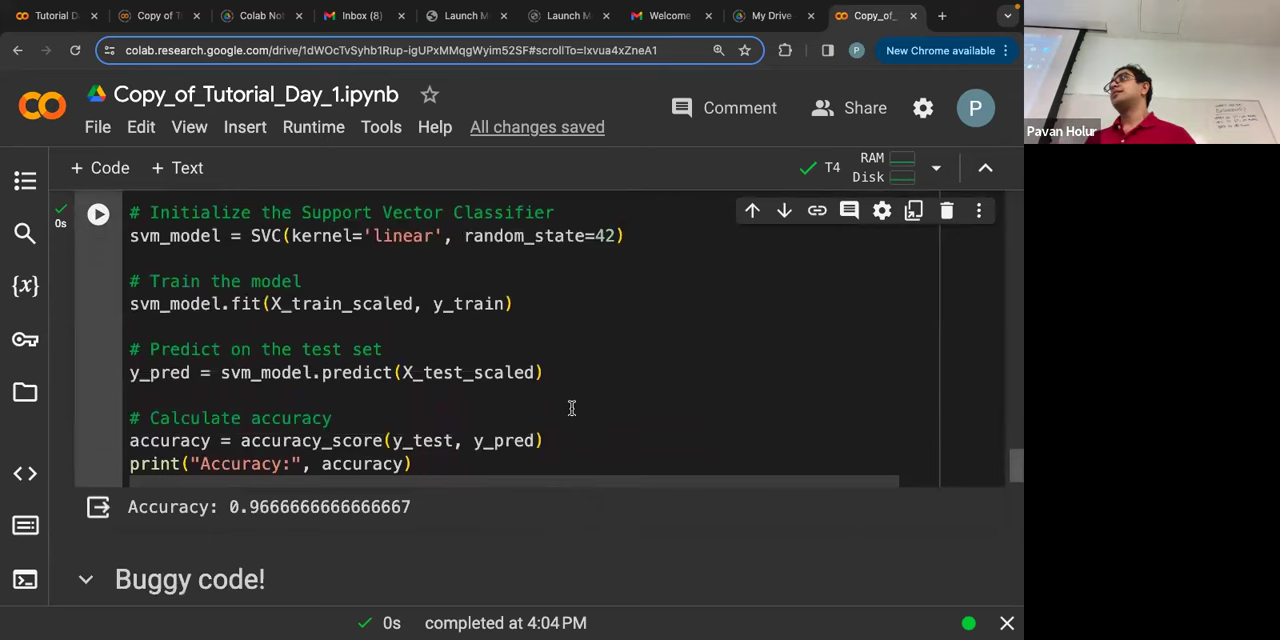 Tutorial D
Copy of T
Colab Not
Inbox (8)
Launch M
Launch M
Welcome
My Drive
Copy_of_
colab.research.google.com/drive/1dWOcTvSyhb1Rup-igUPxMMqgWyim52SF#scrollTo=lxvua4xZneA1
P
New Chrome available
CO
Copy_of_Tutorial_Day_1.ipynb
Comment
Share
P
File Edit View Insert Runtime Tools Help All changes saved
+ Code + Text
T4
RAM
Disk
0s
# Initialize the Support Vector Classifier
svm_model = SVC(kernel='linear', random_state=42)
# Train the model
svm_model.fit(X_train_scaled, y_train)
# Predict on the test set
y_pred = svm_model.predict(X_test_scaled)
# Calculate accuracy
accuracy = accuracy_score(y_test, y_pred)
print("Accuracy:", accuracy)
Accuracy: 0.9666666666666667
Buggy code!
0s completed at 4:04 PM
Pavan Holur